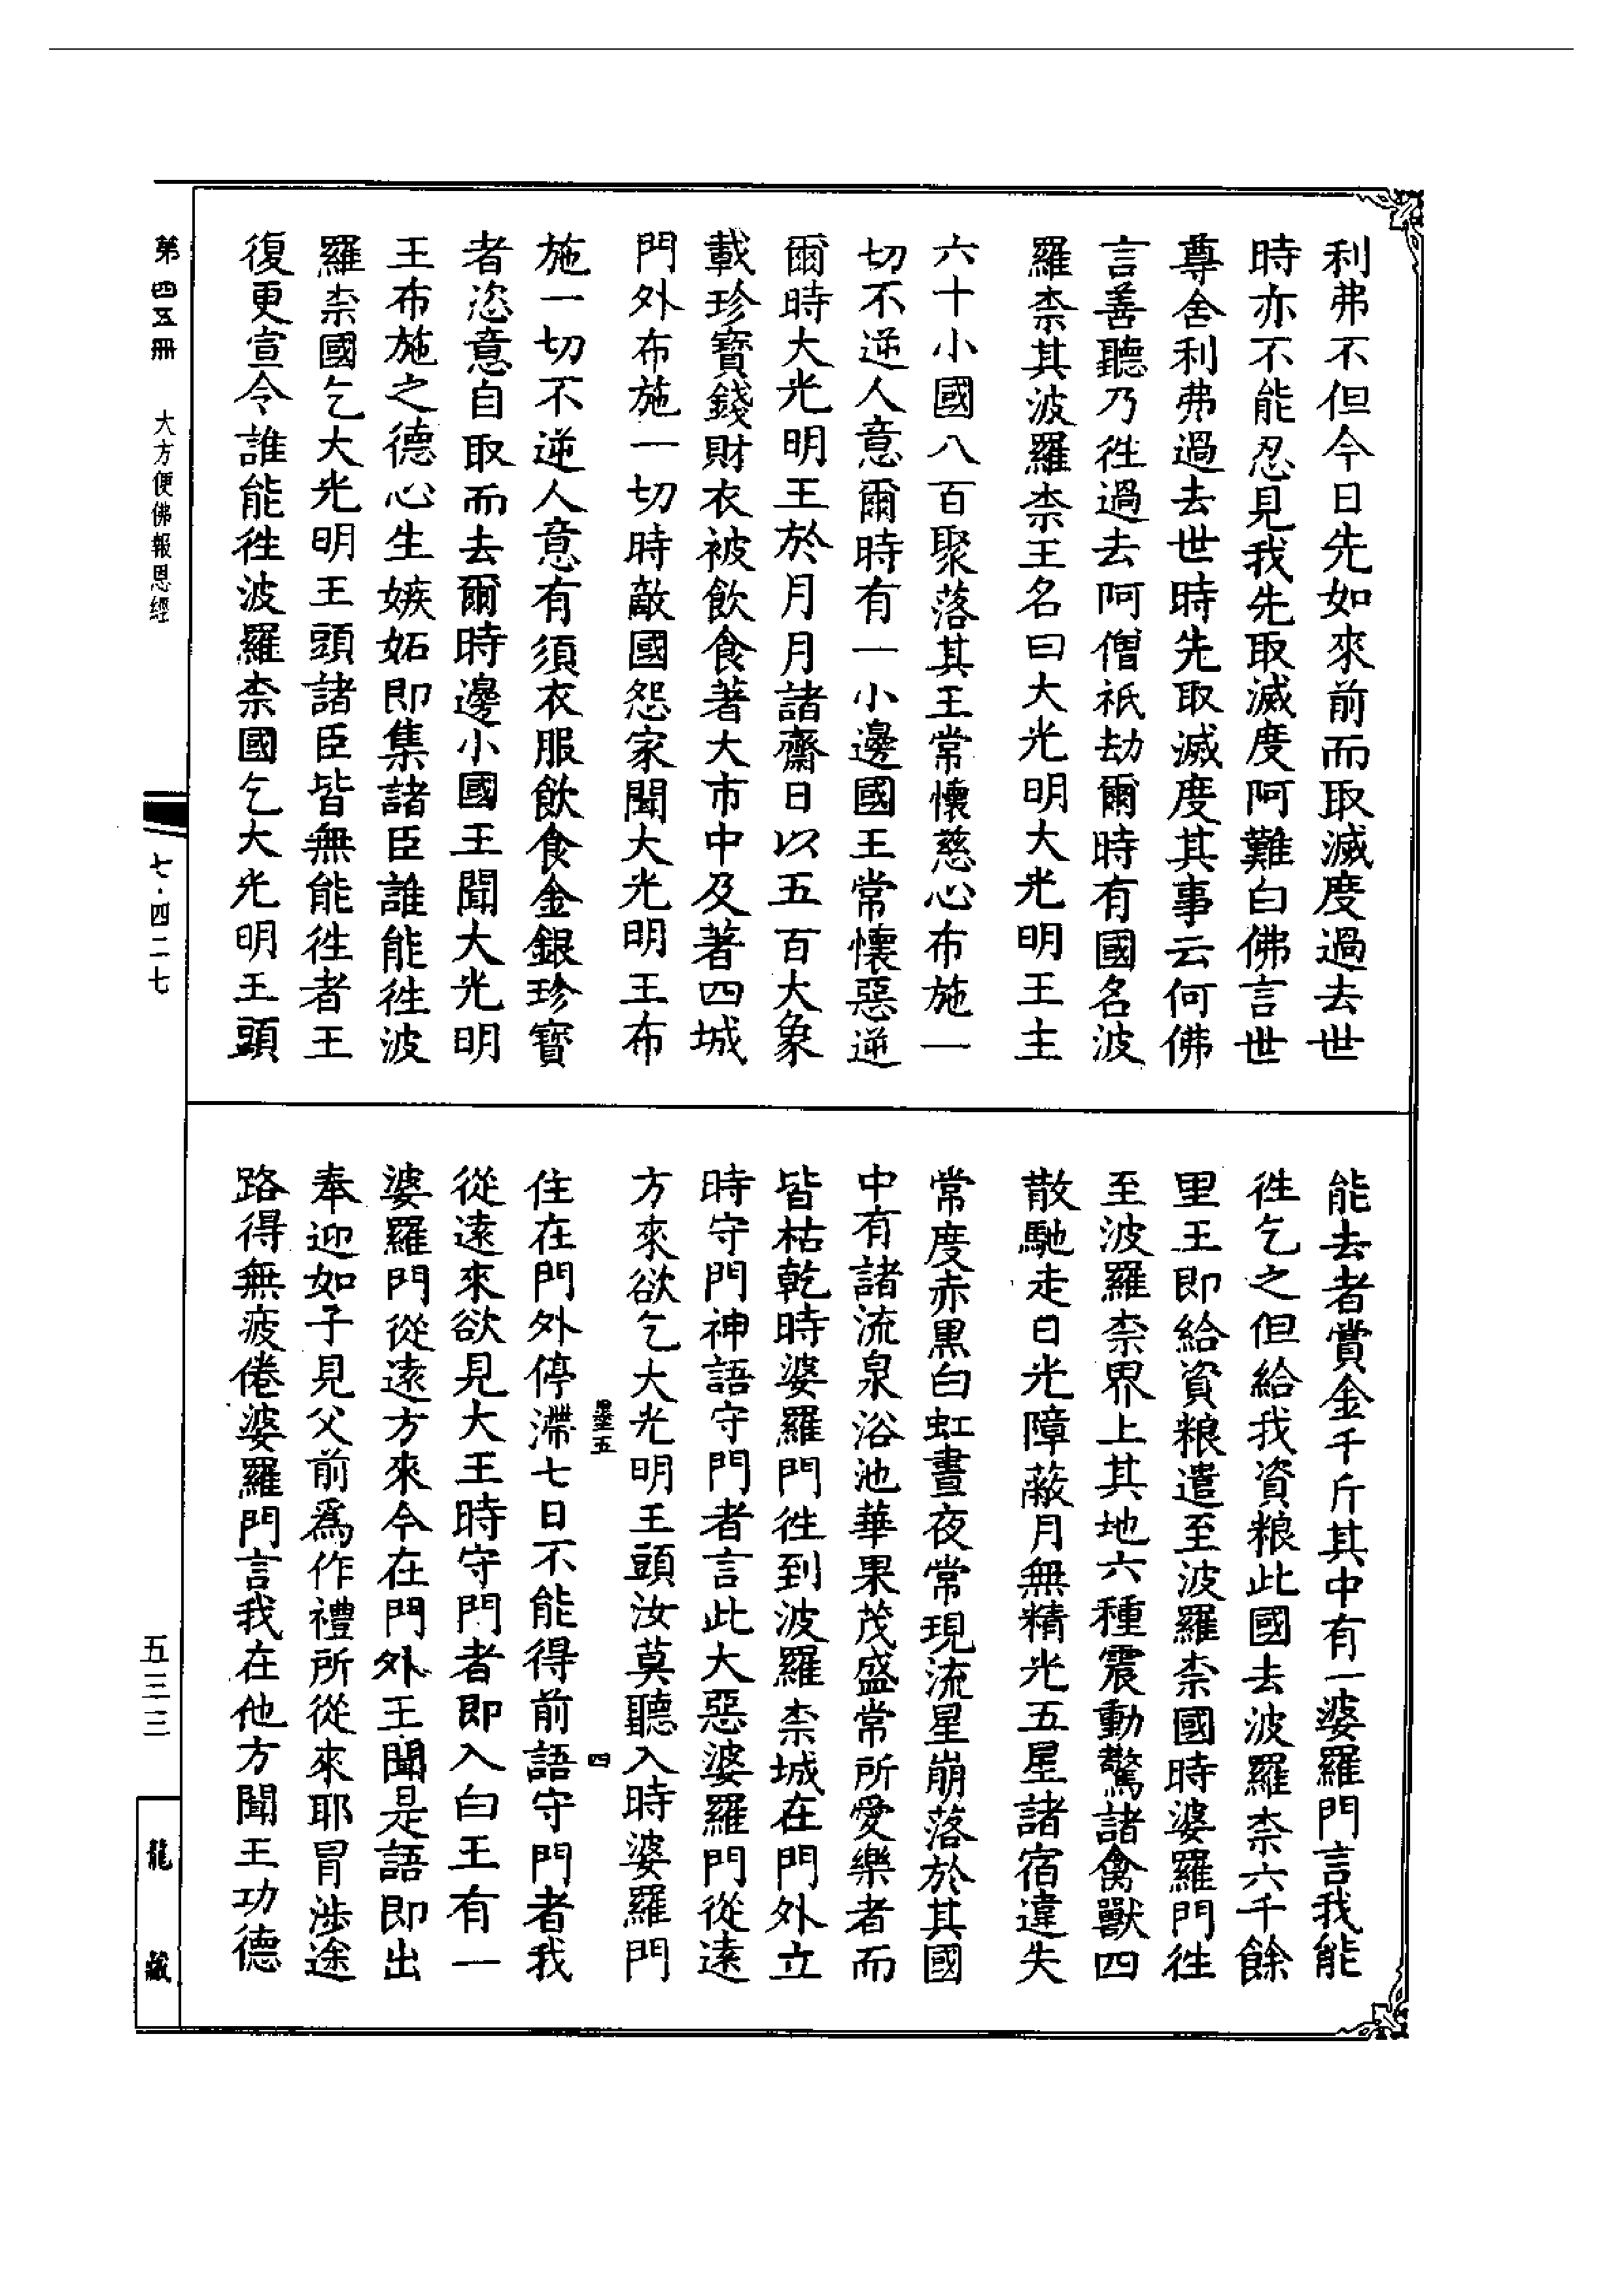 利弗不但今日先如來前而取滅度過去世
時亦不能忍見我先取滅度阿難白佛言世
尊舍利弗過去世時先取滅度其事云何佛
言善聽乃徃過去阿僧祇劫爾時有國名波
羅柰其波羅柰王名曰大光明大光明王主
六十小國八百聚落其王常懷慈心布施一
切不逆人意爾時有一小邊國王常懷惡逆
爾時大光明王於月月諸齋日以五百大象
載珍寶錢財衣被飲食著大市中及著四城
門外布施一切時敵國怨家聞大光明王布
施一切不逆人意有須衣服飲食金銀珍寶
者恣意自取而去爾時邊小國王聞大光明
王布施之德心生嫉妬即集諸臣誰能徃波
羅柰國乞大光明王頭諸臣皆無能徃者王
復更宣令誰能徃波羅柰國乞大光明王頭
能去者賞金千斤其中有一婆羅門言我能
徃乞之但給我資粮此國去波羅柰六千餘
里王即給資粮遣至波羅柰國時婆羅門徃
至波羅柰界上其地六種震動驚諸禽獸四
散馳走日光障蔽月無精光五星諸宿違失
常度赤黑白虹晝夜常現流星崩落於其國
中有諸流泉浴池華果茂盛常所愛樂者而
皆枯乾時婆羅門徃到波羅柰城在門外立
時守門神語守門者言此大惡婆羅門從遠
方來欲乞大光明王頭汝莫聽入時婆羅門
五 四
住在門外停滯七日不能得前語守門者我
從遠來欲見大王時守門者即入白王有一
婆羅門從遠方來今在門外王聞是語即出
奉迎如子見父前爲作禮所從來耶冒涉途
路得無疲倦婆羅門言我在他方聞王功德
第四五冊 大方便佛報恩經
七·四二七
五三三
龍藏